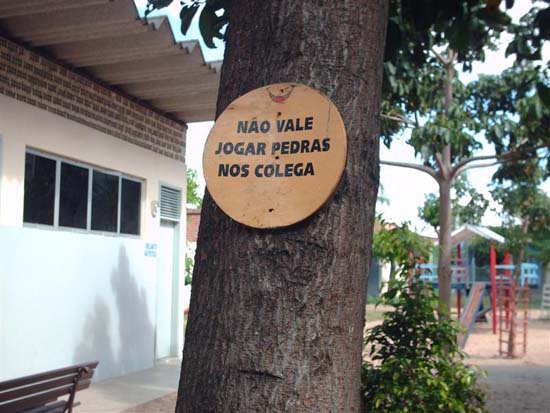 NÃO VALE
JOGAR PEDRAS
NOS COLEGA